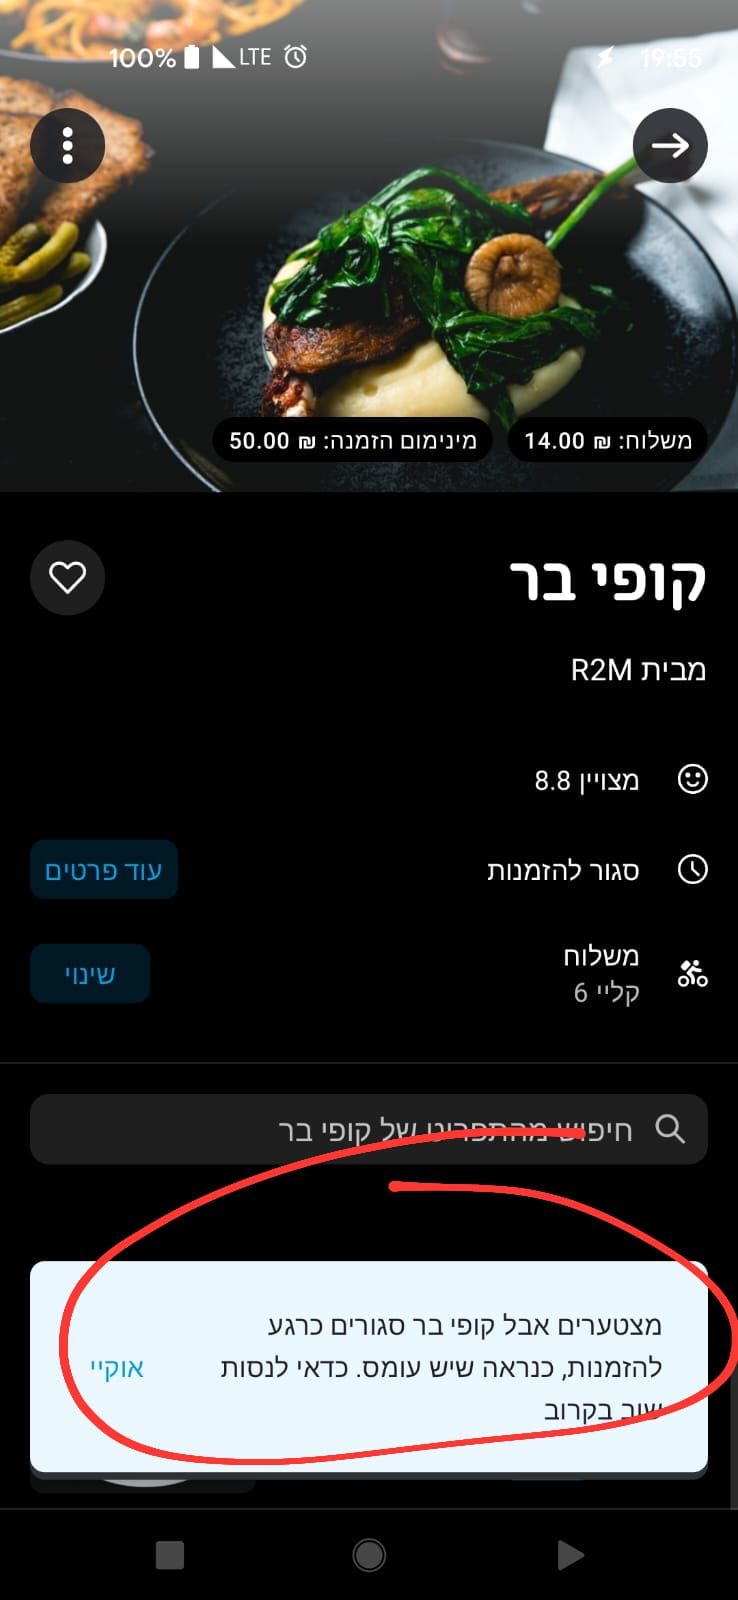 100% LTE 19:55
משלוח: ₪ 14.00
מינימום הזמנה: ₪ 50.00
קופי בר
מבית R2M
מצויין 8.8
סגור להזמנות
עוד פרטים
משלוח
קליי 6
שינוי
חיפוש מהתפריט של קופי בר
מצטערים אבל קופי בר סגורים כרגע
להזמנות, כנראה שיש עומס. כדאי לנסות
שוב בקרוב
אוקיי